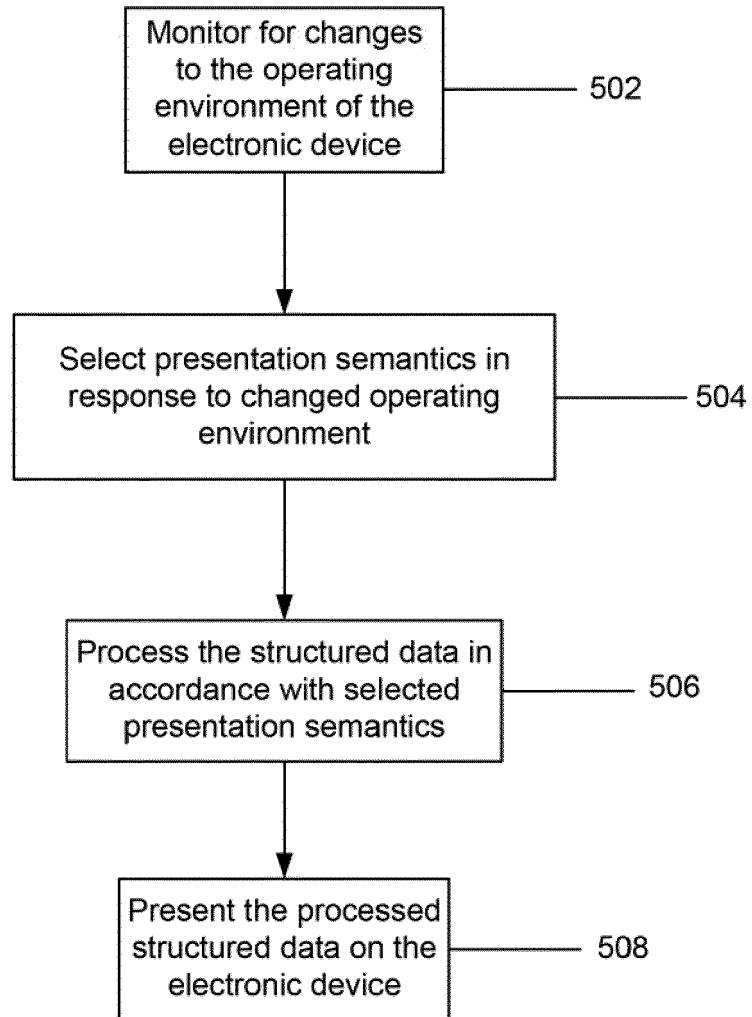 Monitor for changes
to the operating
environment of the
electronic device
502
Select presentation semantics in
response to changed operating
environment
504
Process the structured data in
accordance with selected
presentation semantics
506
Present the processed
structured data on the
electronic device
508